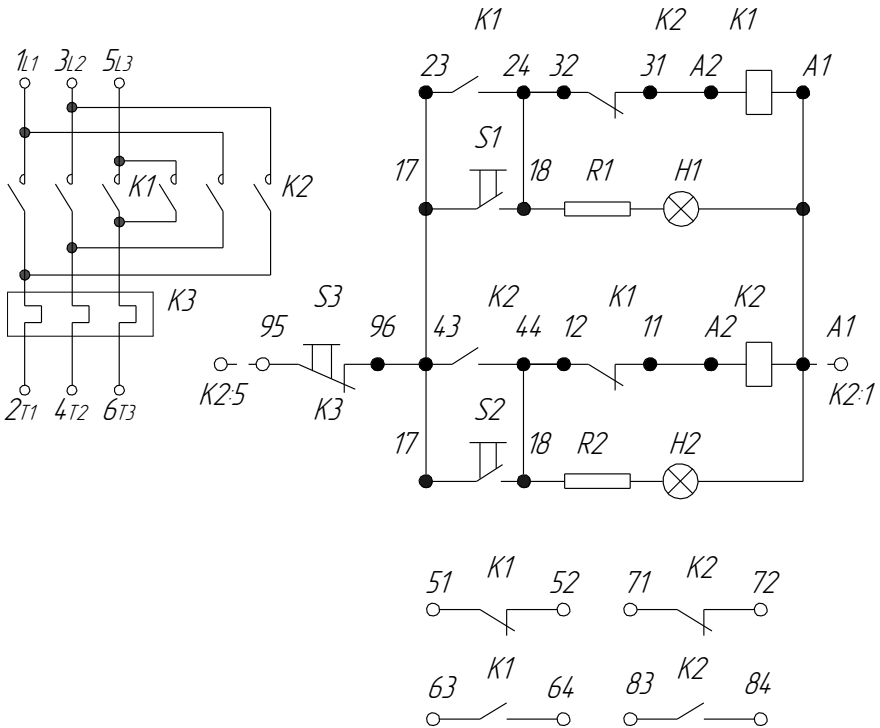 K1 K2 K1
1L1 3L2 5L3 23 24 32 31 A2 A1
S1
17 18 R1 H1
K1 K2
K3 S3 K2 K1 K2
95 96 43 44 12 11 A2 A1
K2:5 K2:1
2T1 4T2 6T3 K3 S2
17 18 R2 H2
51 K1 52 71 K2 72
63 K1 64 83 K2 84